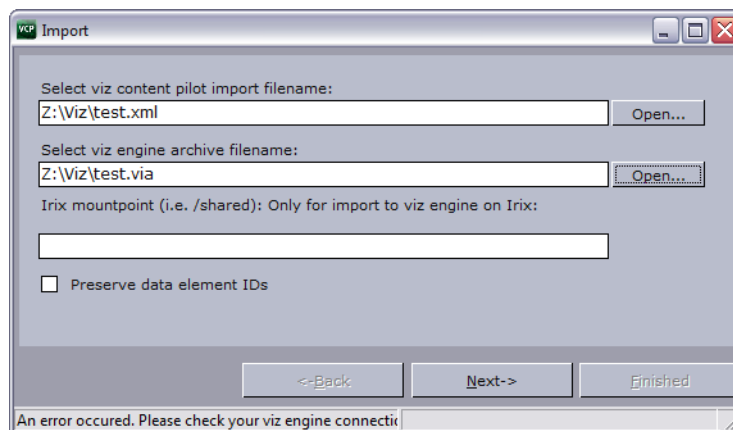 VCP Import
Select viz content pilot import filename:
Z:\Viz\test.xml
Open...
Select viz engine archive filename:
Z:\Viz\test.via
Open...
Irix mountpoint (i.e. /shared): Only for import to viz engine on Irix:
Preserve data element IDs
<-Back
Next->
Finished
An error occured. Please check your viz engine connectic